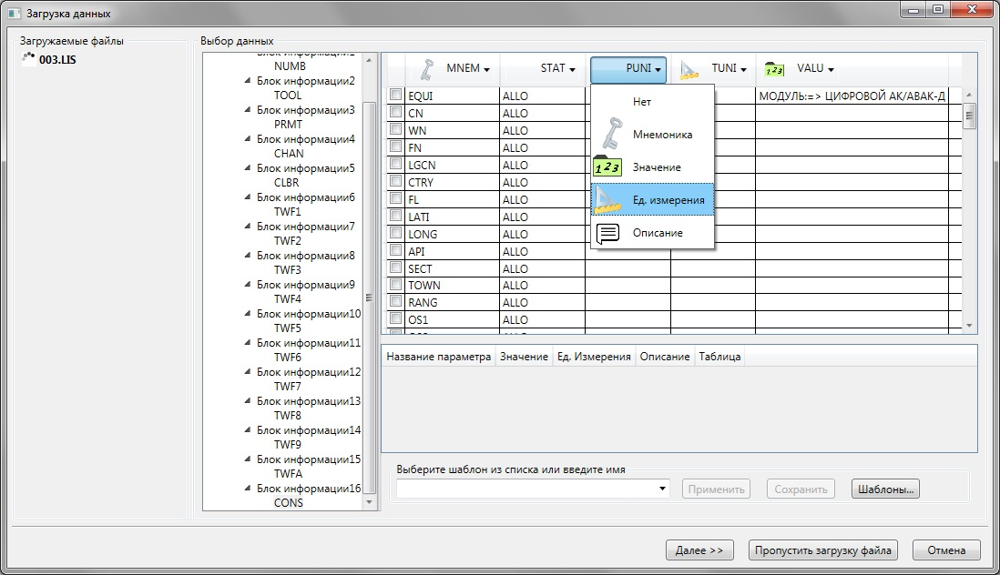 Загрузка данных
Загружаемые файлы
003.LIS
Выбор данных
Блок информации1
NUMB
Блок информации2
TOOL
Блок информации3
PRMT
Блок информации4
CHAN
Блок информации5
CLBR
Блок информации6
TWF1
Блок информации7
TWF2
Блок информации8
TWF3
Блок информации9
TWF4
Блок информации10
TWF5
Блок информации11
TWF6
Блок информации12
TWF7
Блок информации13
TWF8
Блок информации14
TWF9
Блок информации15
TWFA
Блок информации16
CONS
MNEM STAT PUNI TUNI 123 VALU
EQUI ALLO МОДУЛЬ:=> ЦИФРОВОЙ АК/АВАК-Д
CN ALLO
WN ALLO
FN ALLO
LGCN ALLO
CTRY ALLO
FL ALLO
LATI ALLO
LONG ALLO
API ALLO
SECT ALLO
TOWN ALLO
RANG ALLO
OS1 ALLO
Нет
Мнемоника
123 Значение
Ед. измерения
Описание
Название параметра Значение Ед. Измерения Описание Таблица
Выберите шаблон из списка или введите имя
Применить Сохранить Шаблоны...
Далее >> Пропустить загрузку файла Отмена